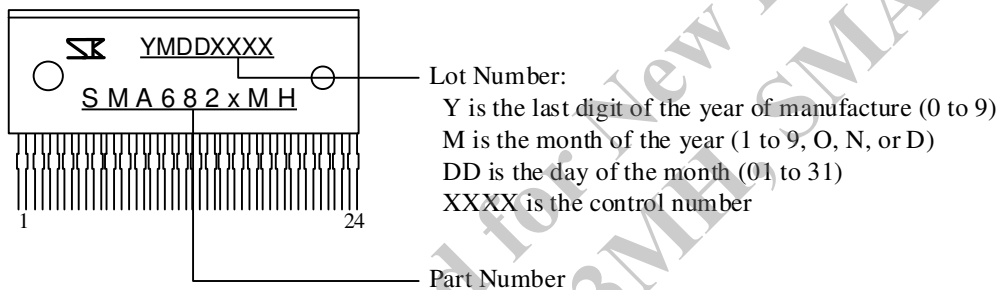 YMDDXXXX
SMA682xMH
1 24
Lot Number:
Y is the last digit of the year of manufacture (0 to 9)
M is the month of the year (1 to 9, O, N, or D)
DD is the day of the month (01 to 31)
XXXX is the control number
Part Number